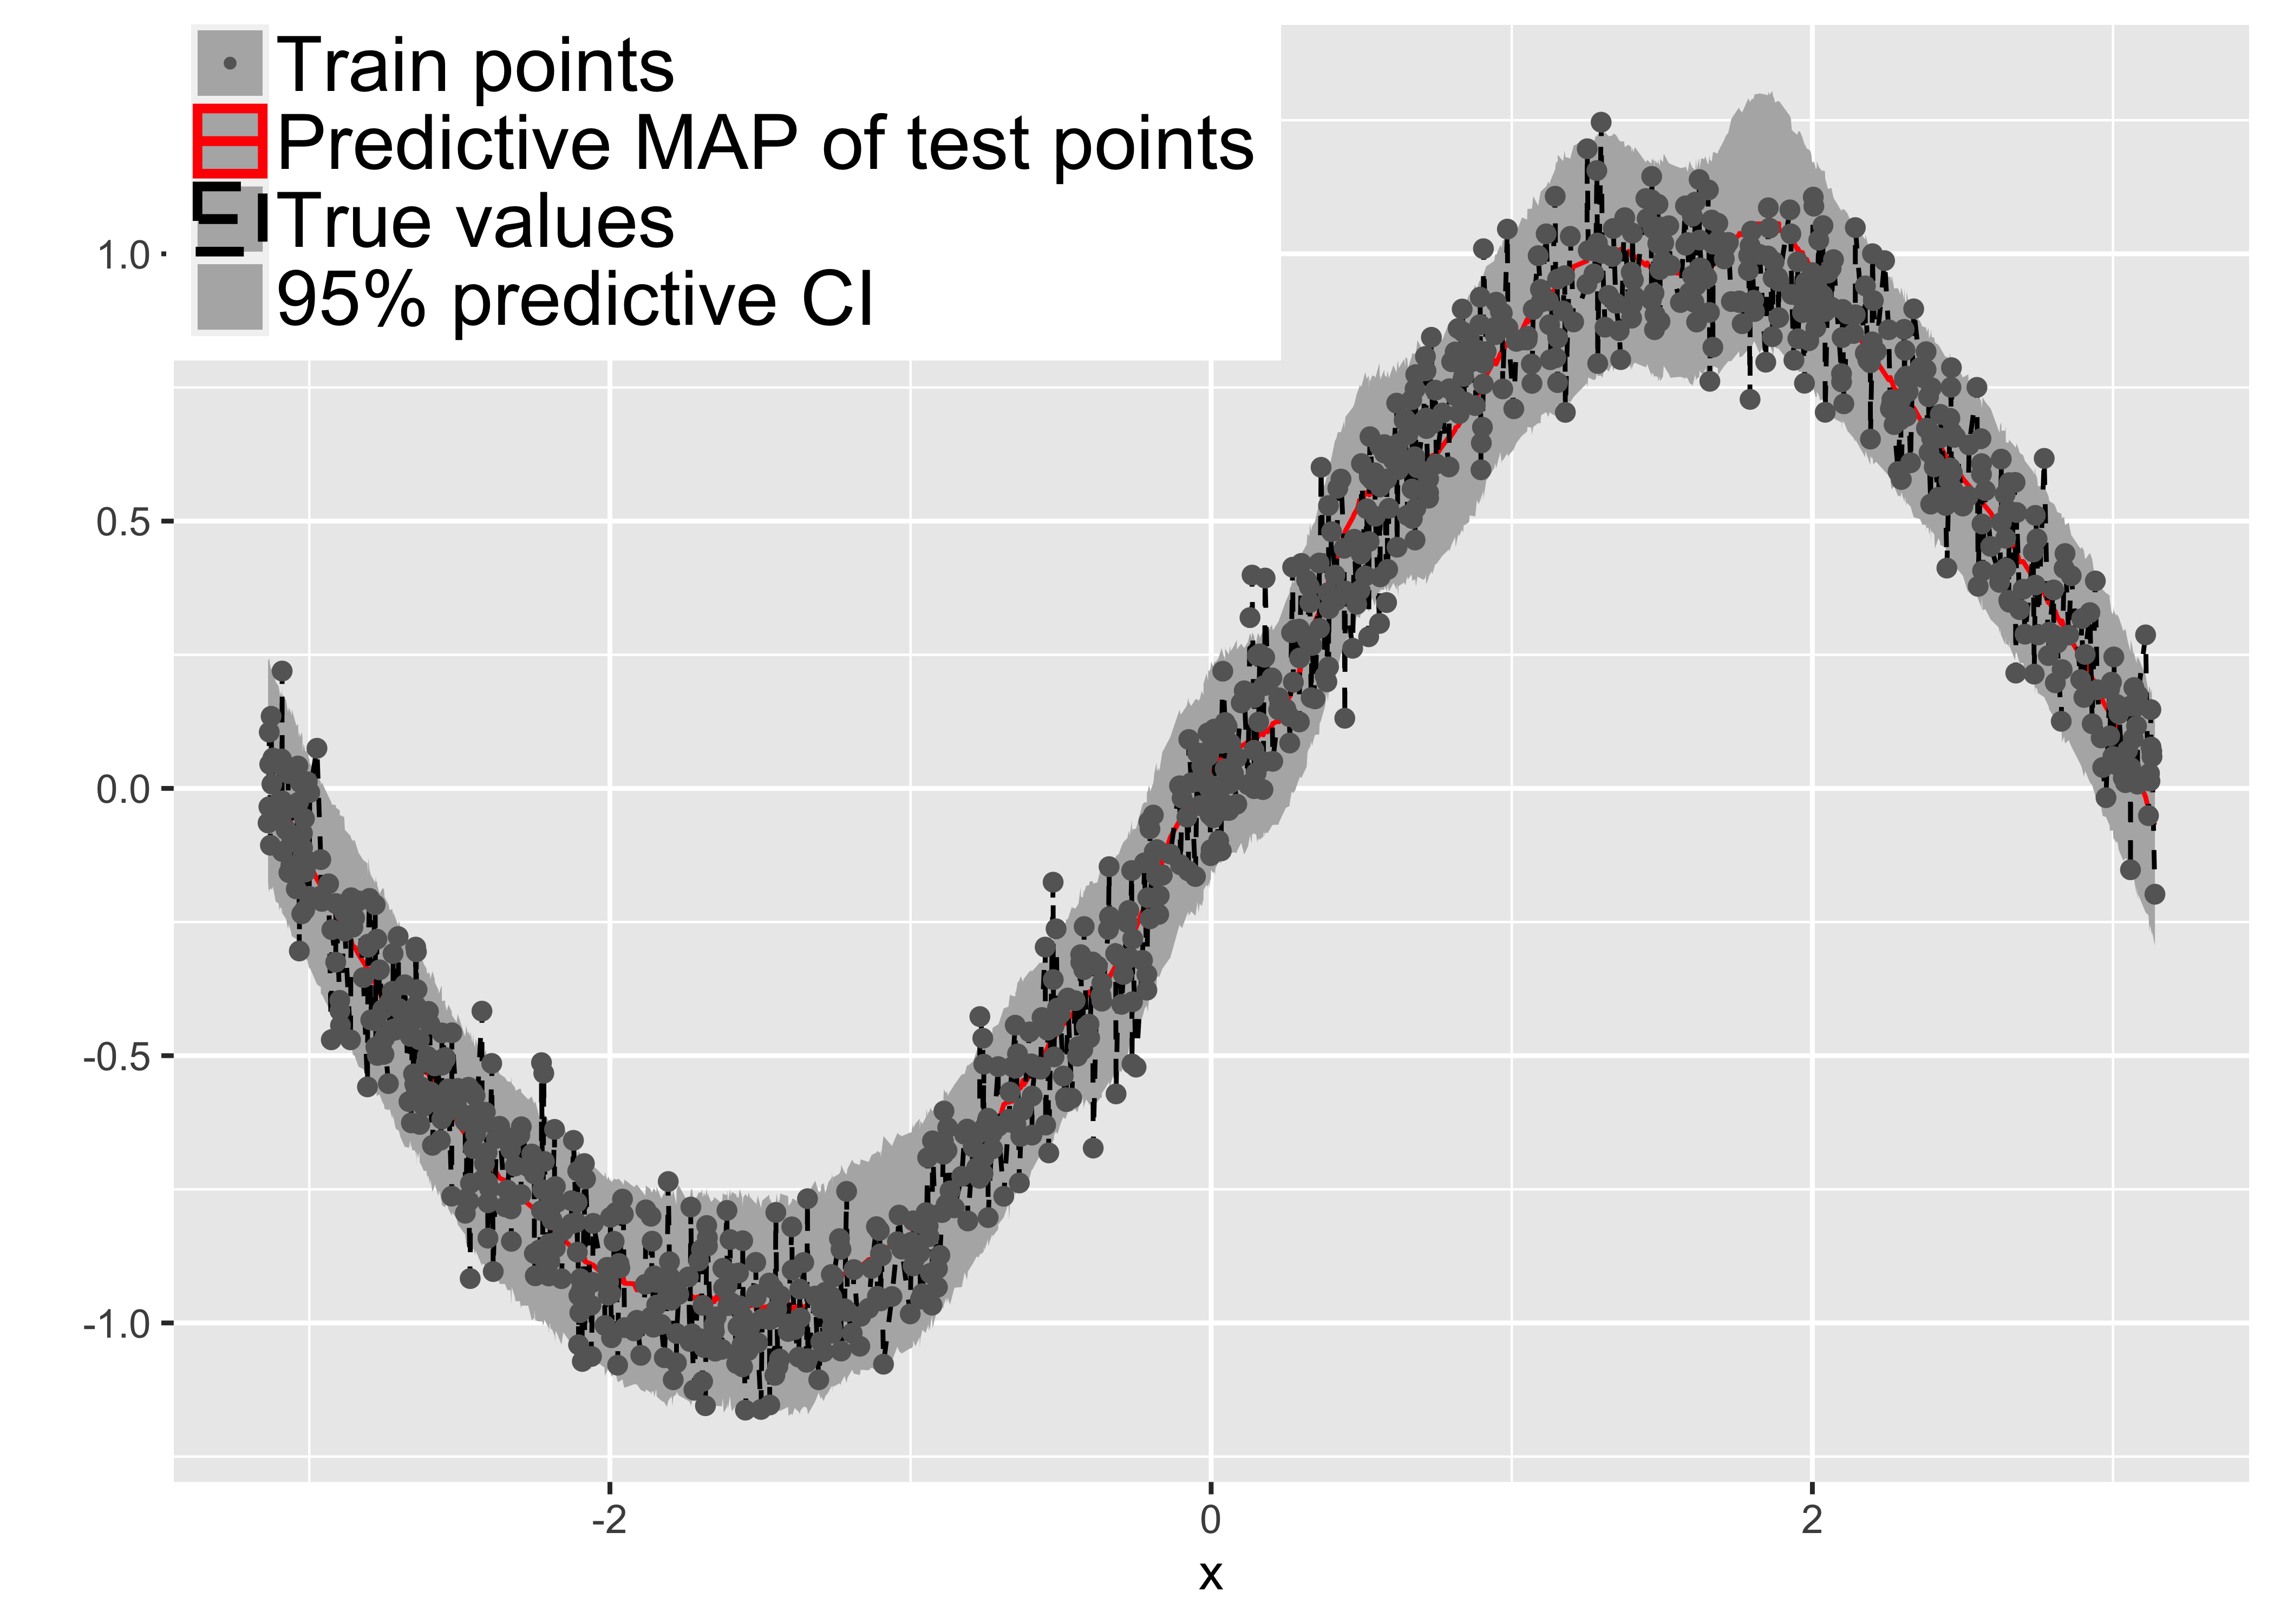 Train points
Predictive MAP of test points
True values
95% predictive CI
1.0
0.5
0.0
-0.5
-1.0
-2 0 2
x